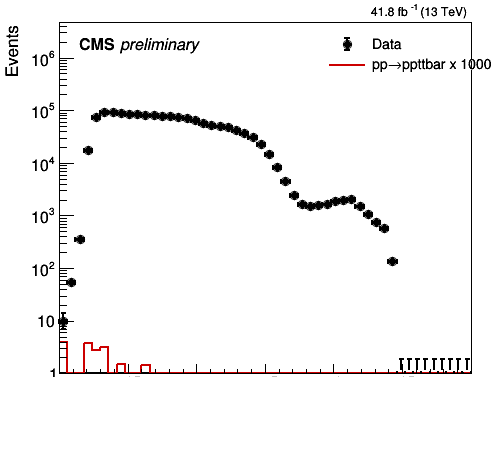 41.8 fb⁻¹ (13 TeV)
Events
CMS preliminary
Data
pp→ppttbar x 1000
10⁶
10⁵
10⁴
10³
10²
10
1